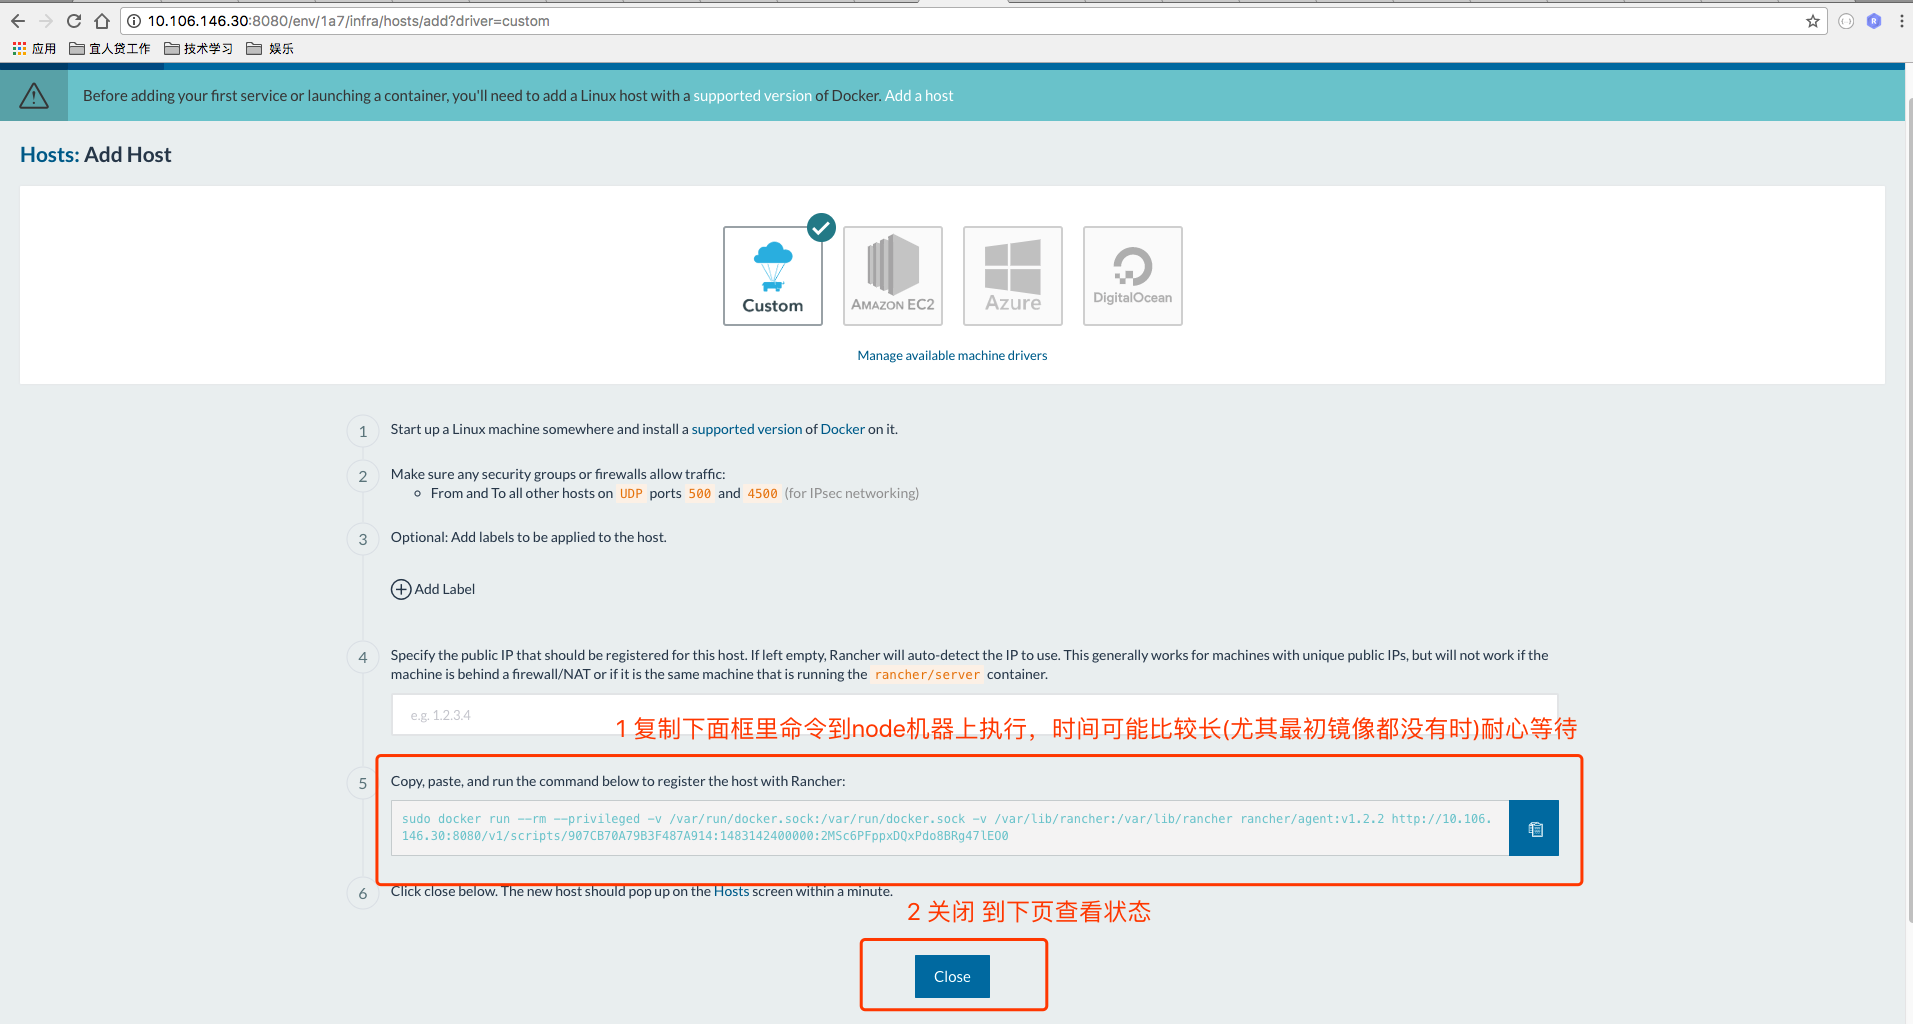 10.106.146.30:8080/env/1a7/infra/hosts/add?driver=custom
应用 宜人贷工作 技术学习 娱乐
Before adding your first service or launching a container, you'll need to add a Linux host with a supported version of Docker. Add a host
Hosts: Add Host
Custom
AMAZON EC2
Azure
DigitalOcean
Manage available machine drivers
1 Start up a Linux machine somewhere and install a supported version of Docker on it.
2 Make sure any security groups or firewalls allow traffic:
From and To all other hosts on UDP ports 500 and 4500 (for IPsec networking)
3 Optional: Add labels to be applied to the host.
Add Label
4 Specify the public IP that should be registered for this host. If left empty, Rancher will auto-detect the IP to use. This generally works for machines with unique public IPs, but will not work if the
machine is behind a firewall/NAT or if it is the same machine that is running the rancher/server container.
e.g. 1.2.3.4
1 复制下面框里命令到node机器上执行，时间可能比较长(尤其最初镜像都没有时)耐心等待
5 Copy, paste, and run the command below to register the host with Rancher:
sudo docker run --rm --privileged -v /var/run/docker.sock:/var/run/docker.sock -v /var/lib/rancher:/var/lib/rancher rancher/agent:v1.2.2 http://10.106.
146.30:8080/v1/scripts/907CB70A79B3F487A914:1483142400000:2MSc6PFppxDQxPdo8BRg47lEO0
6 Click close below. The new host should pop up on the Hosts screen within a minute.
2 关闭 到下页查看状态
Close